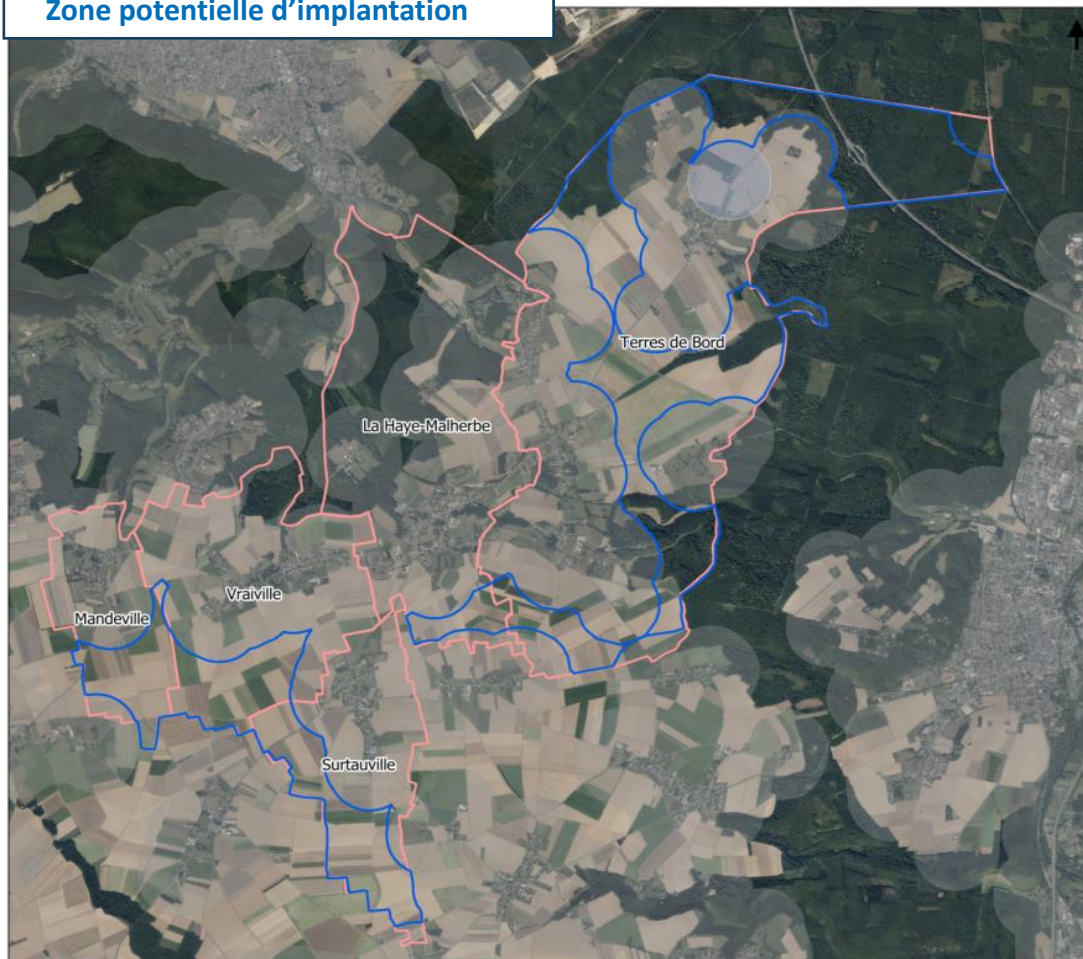 Zone potentielle d’implantation
Terres de Bord
La Haye-Malherbe
Vraiville
Mandeville
Surtauville